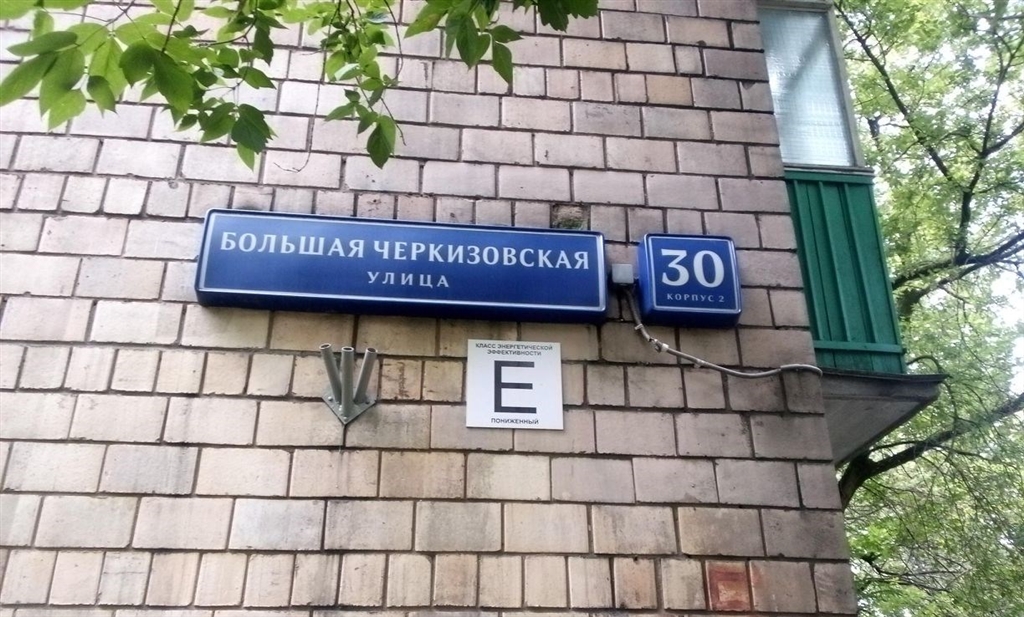 БОЛЬШАЯ ЧЕРКИЗОВСКАЯ
УЛИЦА
30
КОРПУС 2
КЛАСС ЭНЕРГЕТИЧЕСКОЙ
ЭФФЕКТИВНОСТИ
E
ПОНИЖЕННЫЙ